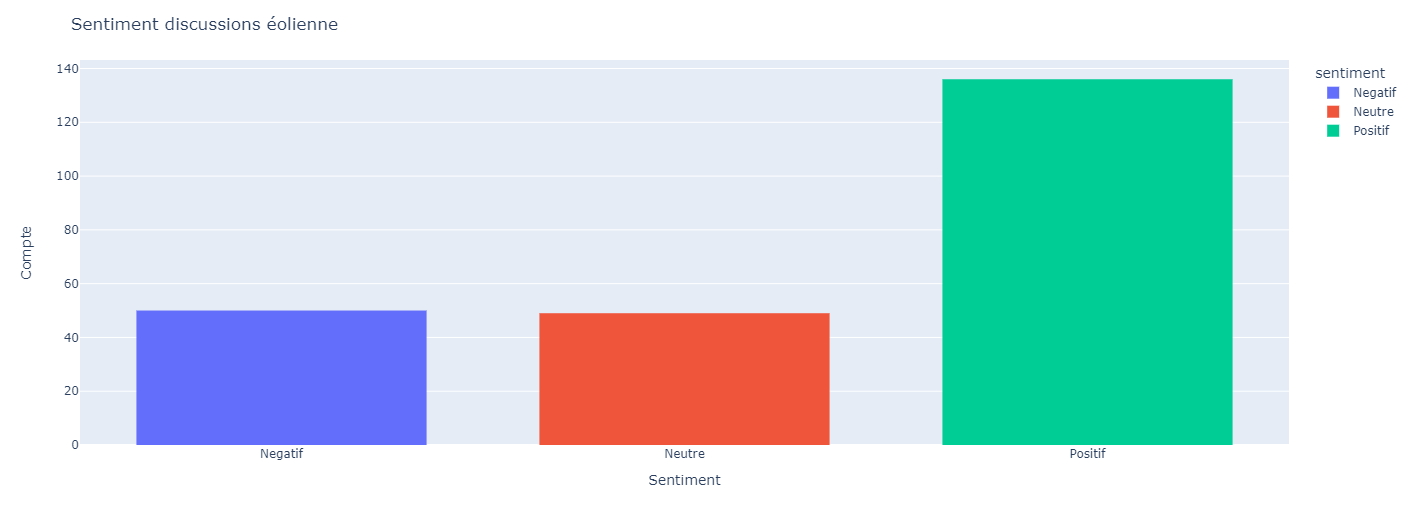 Sentiment discussions éolienne
140
120
100
80
60
40
20
0
Compte
Negatif
Neutre
Positif
Sentiment
sentiment
Negatif
Neutre
Positif